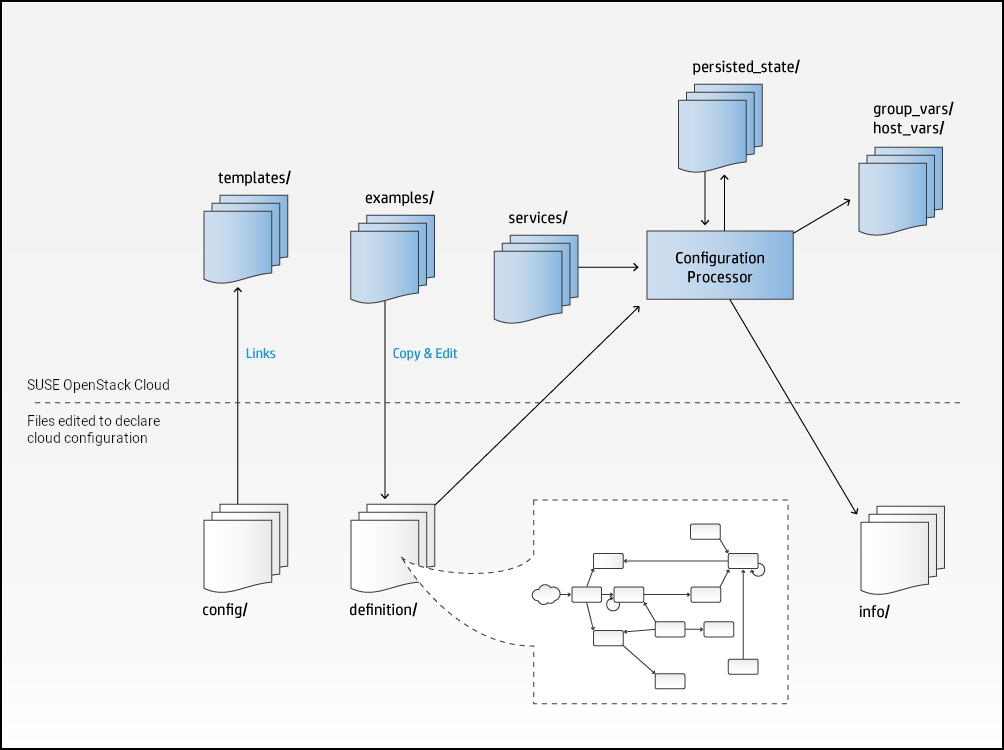 persisted_state/
group_vars/
host_vars/
templates/
examples/
services/
Configuration
Processor
Links
Copy & Edit
SUSE OpenStack Cloud
Files edited to declare
cloud configuration
config/
definition/
info/